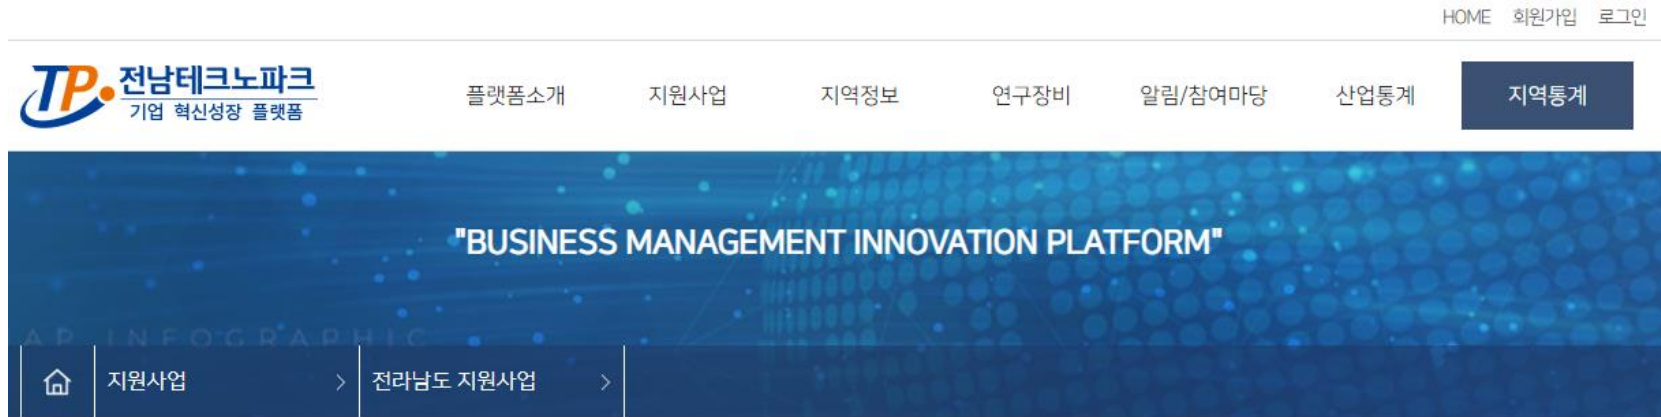 HOME 회원가입 로그인
TP 전남테크노파크
기업 혁신성장 플랫폼
플랫폼소개 지원사업 지역정보 연구장비 알림/참여마당 산업통계 지역통계
"BUSINESS MANAGEMENT INNOVATION PLATFORM"
AP INFOGRAPHIC
지원사업 > 전라남도 지원사업 >